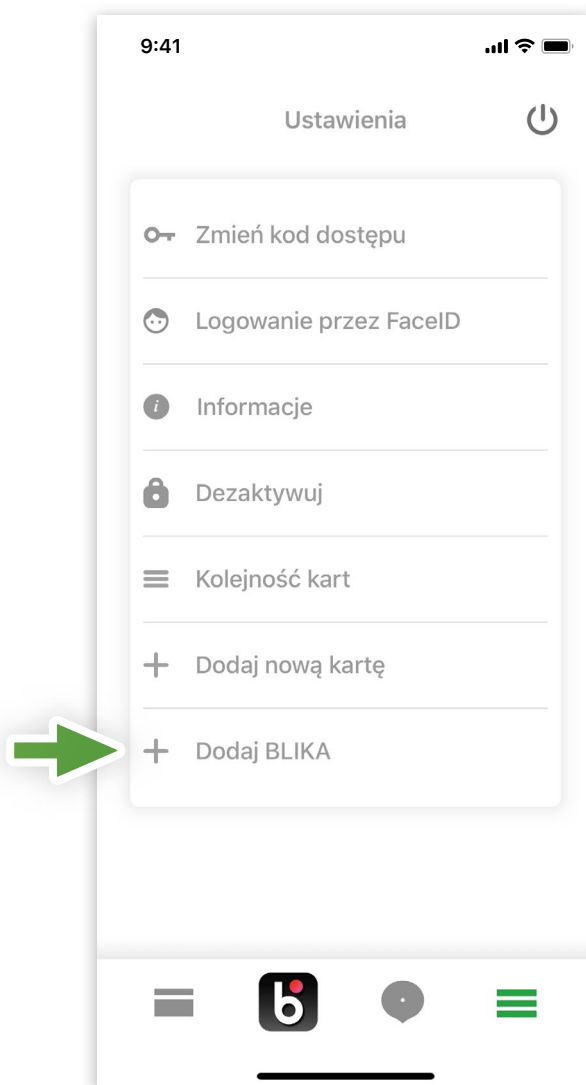 9:41
Ustawienia
Zmień kod dostępu
Logowanie przez FaceID
Informacje
Dezaktywuj
Kolejność kart
Dodaj nową kartę
Dodaj BLIKA